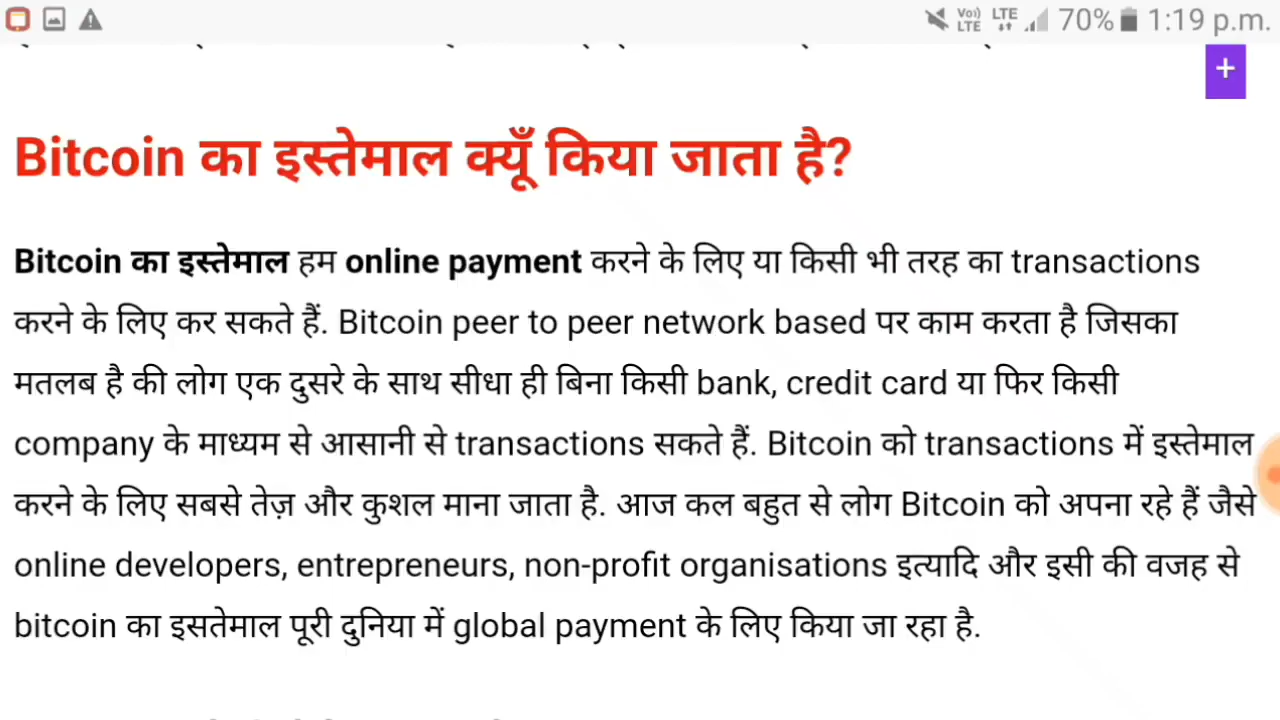 Vo) LTE LTE 70% 1:19 p.m.
+
Bitcoin का इस्तेमाल क्यूँ किया जाता है?
Bitcoin का इस्तेमाल हम online payment करने के लिए या किसी भी तरह का transactions
करने के लिए कर सकते हैं. Bitcoin peer to peer network based पर काम करता है जिसका
मतलब है की लोग एक दुसरे के साथ सीधा ही बिना किसी bank, credit card या फिर किसी
company के माध्यम से आसानी से transactions सकते हैं. Bitcoin को transactions में इस्तेमाल
करने के लिए सबसे तेज़ और कुशल माना जाता है. आज कल बहुत से लोग Bitcoin को अपना रहे हैं जैसे
online developers, entrepreneurs, non-profit organisations इत्यादि और इसी की वजह से
bitcoin का इसतेमाल पूरी दुनिया में global payment के लिए किया जा रहा है.